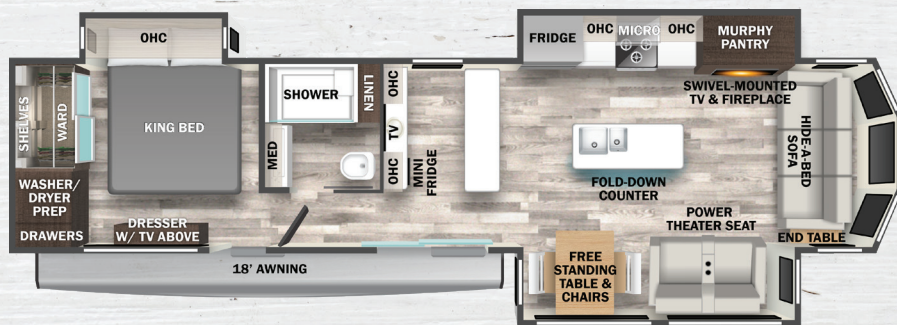 OHC
SHELVES
WARD
KING BED
WASHER/
DRYER
PREP
DRAWERS
DRESSER
W/ TV ABOVE
18' AWNING
SHOWER
LINEN
MED
OHC
TV
OHC
MINI
FRIDGE
FRIDGE
OHC
MICRO
OHC
MURPHY
PANTRY
SWIVEL-MOUNTED
TV & FIREPLACE
HIDE-A-BED
SOFA
FOLD-DOWN
COUNTER
POWER
THEATER SEAT
END TABLE
FREE
STANDING
TABLE &
CHAIRS